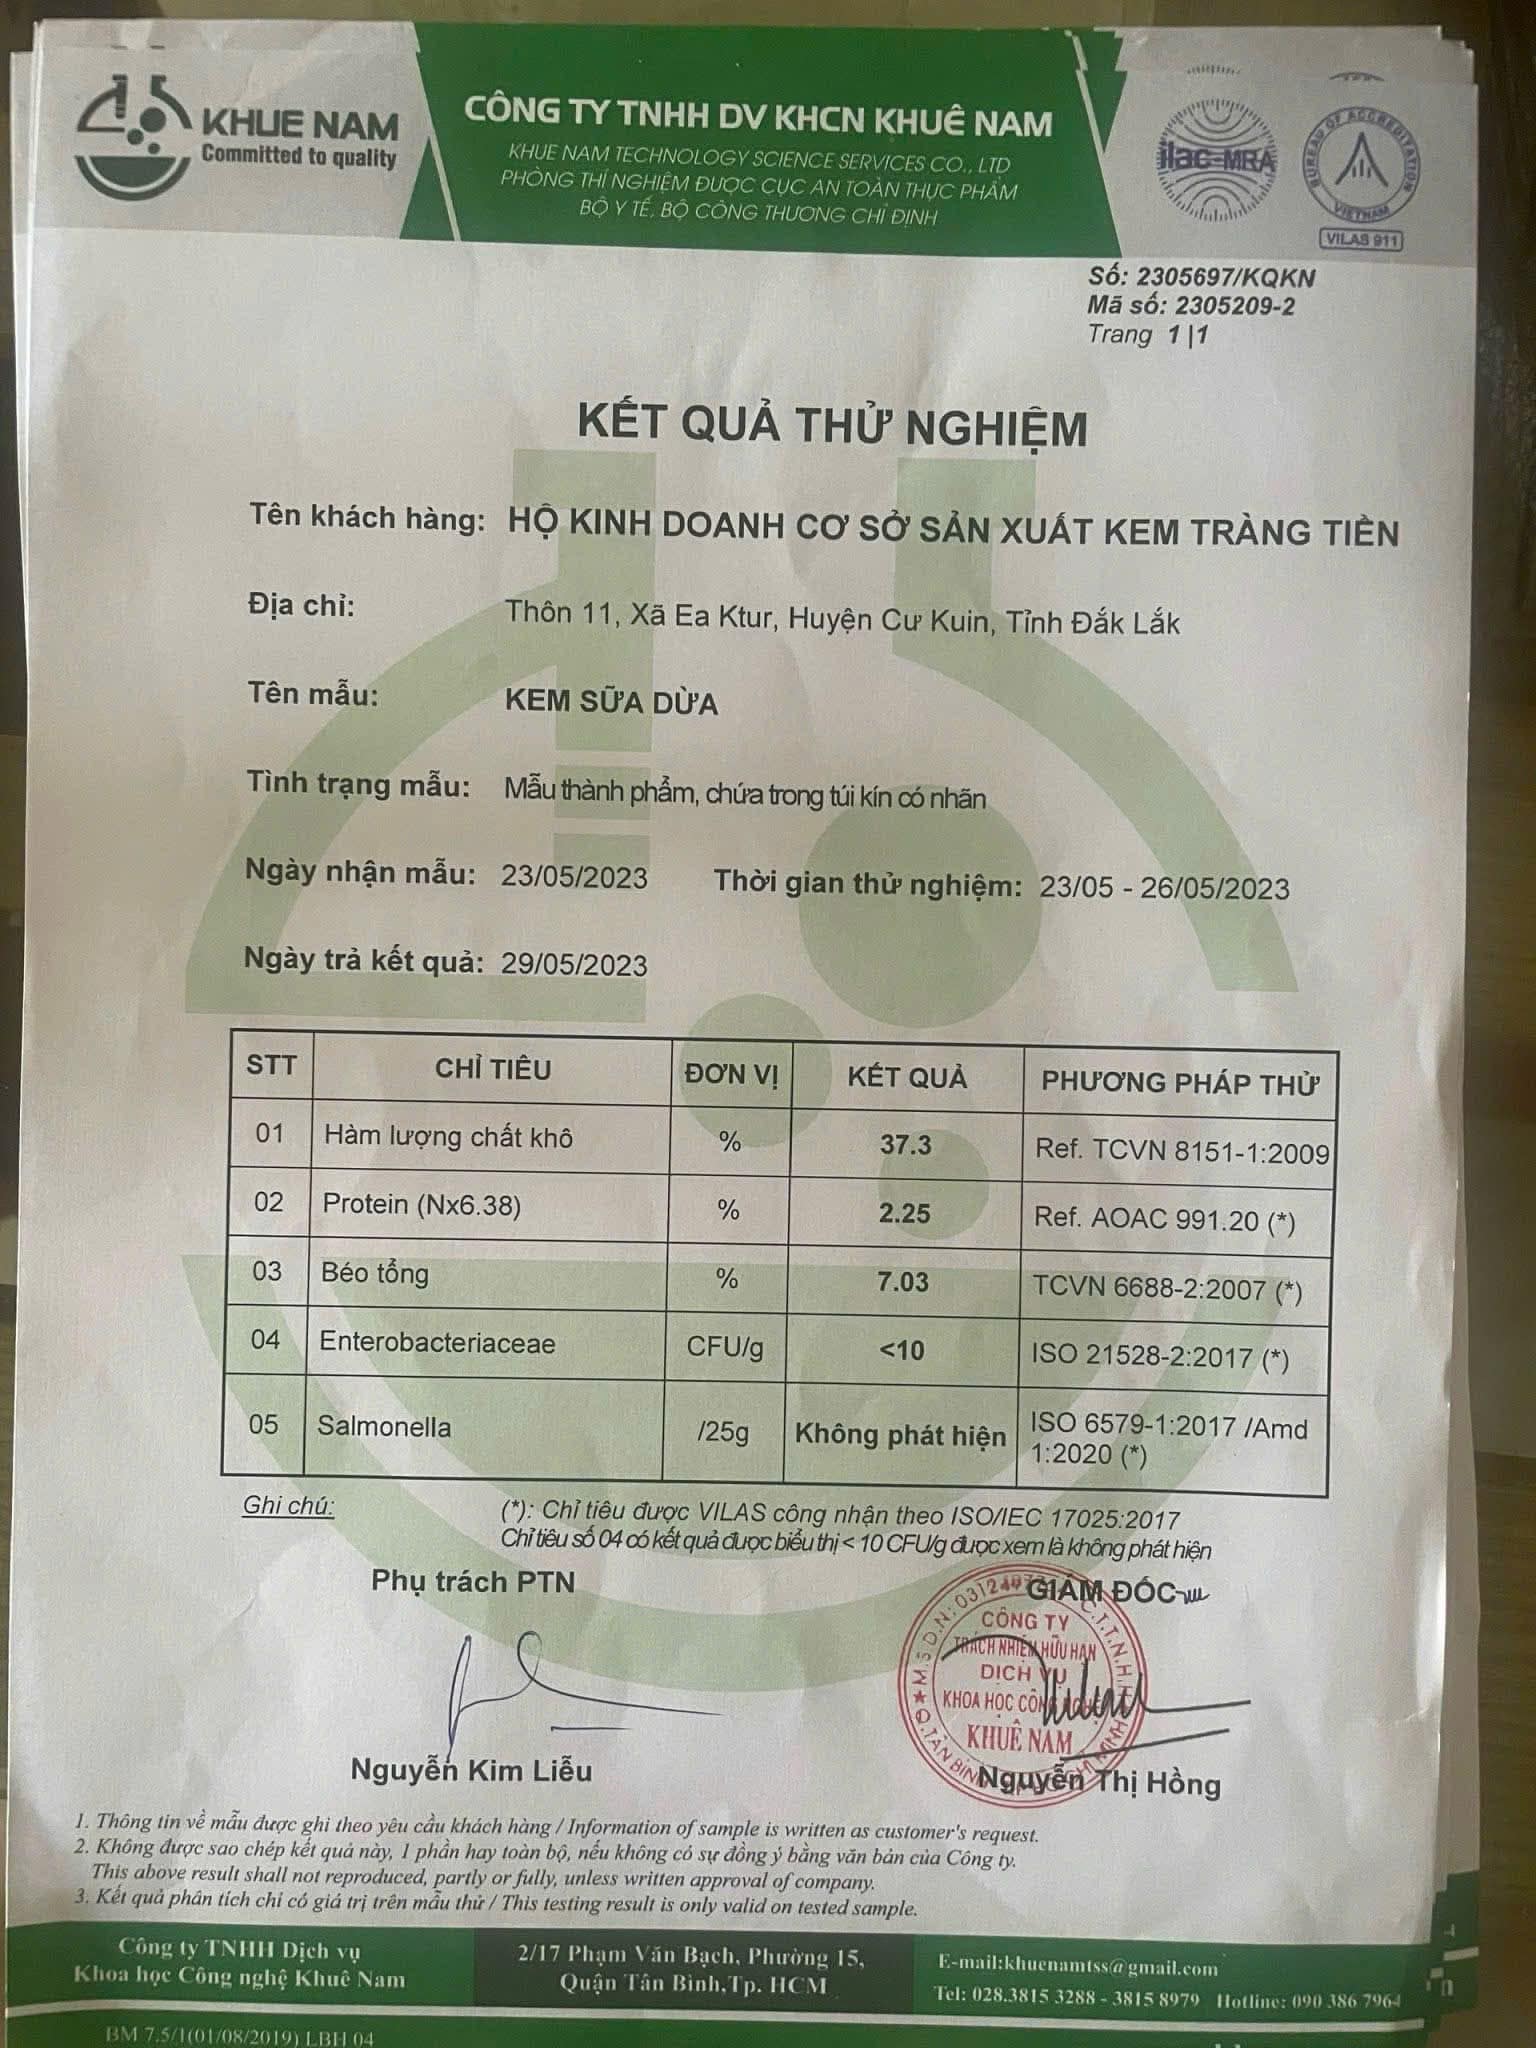 KHUE NAM
Committed to quality
CÔNG TY TNHH DV KHCN KHUÊ NAM
KHUE NAM TECHNOLOGY SCIENCE SERVICES CO., LTD
PHÒNG THÍ NGHIỆM ĐƯỢC CỤC AN TOÀN THỰC PHẨM
BỘ Y TẾ, BỘ CÔNG THƯƠNG CHỈ ĐỊNH
ilac-MRA
BUREAU OF ACCREDITATION
VIETNAM
VILAS 911
Số: 2305697/KQKN
Mã số: 2305209-2
Trang 1|1
KẾT QUẢ THỬ NGHIỆM
Tên khách hàng: HỘ KINH DOANH CƠ SỞ SẢN XUẤT KEM TRÀNG TIỀN
Địa chỉ: Thôn 11, Xã Ea Ktur, Huyện Cư Kuin, Tỉnh Đắk Lắk
Tên mẫu: KEM SỮA DỪA
Tình trạng mẫu: Mẫu thành phẩm, chứa trong túi kín có nhãn
Ngày nhận mẫu: 23/05/2023 Thời gian thử nghiệm: 23/05 - 26/05/2023
Ngày trả kết quả: 29/05/2023
STT CHỈ TIÊU ĐƠN VỊ KẾT QUẢ PHƯƠNG PHÁP THỬ
01 Hàm lượng chất khô % 37.3 Ref. TCVN 8151-1:2009
02 Protein (Nx6.38) % 2.25 Ref. AOAC 991.20 (*)
03 Béo tổng % 7.03 TCVN 6688-2:2007 (*)
04 Enterobacteriaceae CFU/g <10 ISO 21528-2:2017 (*)
05 Salmonella /25g Không phát hiện ISO 6579-1:2017 /Amd
1:2020 (*)
Ghi chú: (*): Chỉ tiêu được VILAS công nhận theo ISO/IEC 17025:2017
Chỉ tiêu số 04 có kết quả được biểu thị < 10 CFU/g được xem là không phát hiện
Phụ trách PTN
GIÁM ĐỐC
CÔNG TY
TRÁCH NHIỆM HỮU HẠN
DỊCH VỤ
KHOA HỌC CÔNG NGHỆ
KHUÊ NAM
Nguyễn Kim Liễu
Nguyễn Thị Hồng
1. Thông tin về mẫu được ghi theo yêu cầu khách hàng / Information of sample is written as customer's request.
2. Không được sao chép kết quả này, 1 phần hay toàn bộ, nếu không có sự đồng ý bằng văn bản của Công ty.
This above result shall not reproduced, partly or fully, unless written approval of company.
3. Kết quả phân tích chỉ có giá trị trên mẫu thử / This testing result is only valid on tested sample.
Công ty TNHH Dịch vụ
Khoa học Công nghệ Khuê Nam
2/17 Phạm Văn Bạch, Phường 15,
Quận Tân Bình,Tp. HCM
E-mail:khuenamtss@gmail.com
Tel: 028.3815 3288 - 3815 8979 Hotline: 090 386 7964
BM 7.5/1(01/08/2019) LBH 04